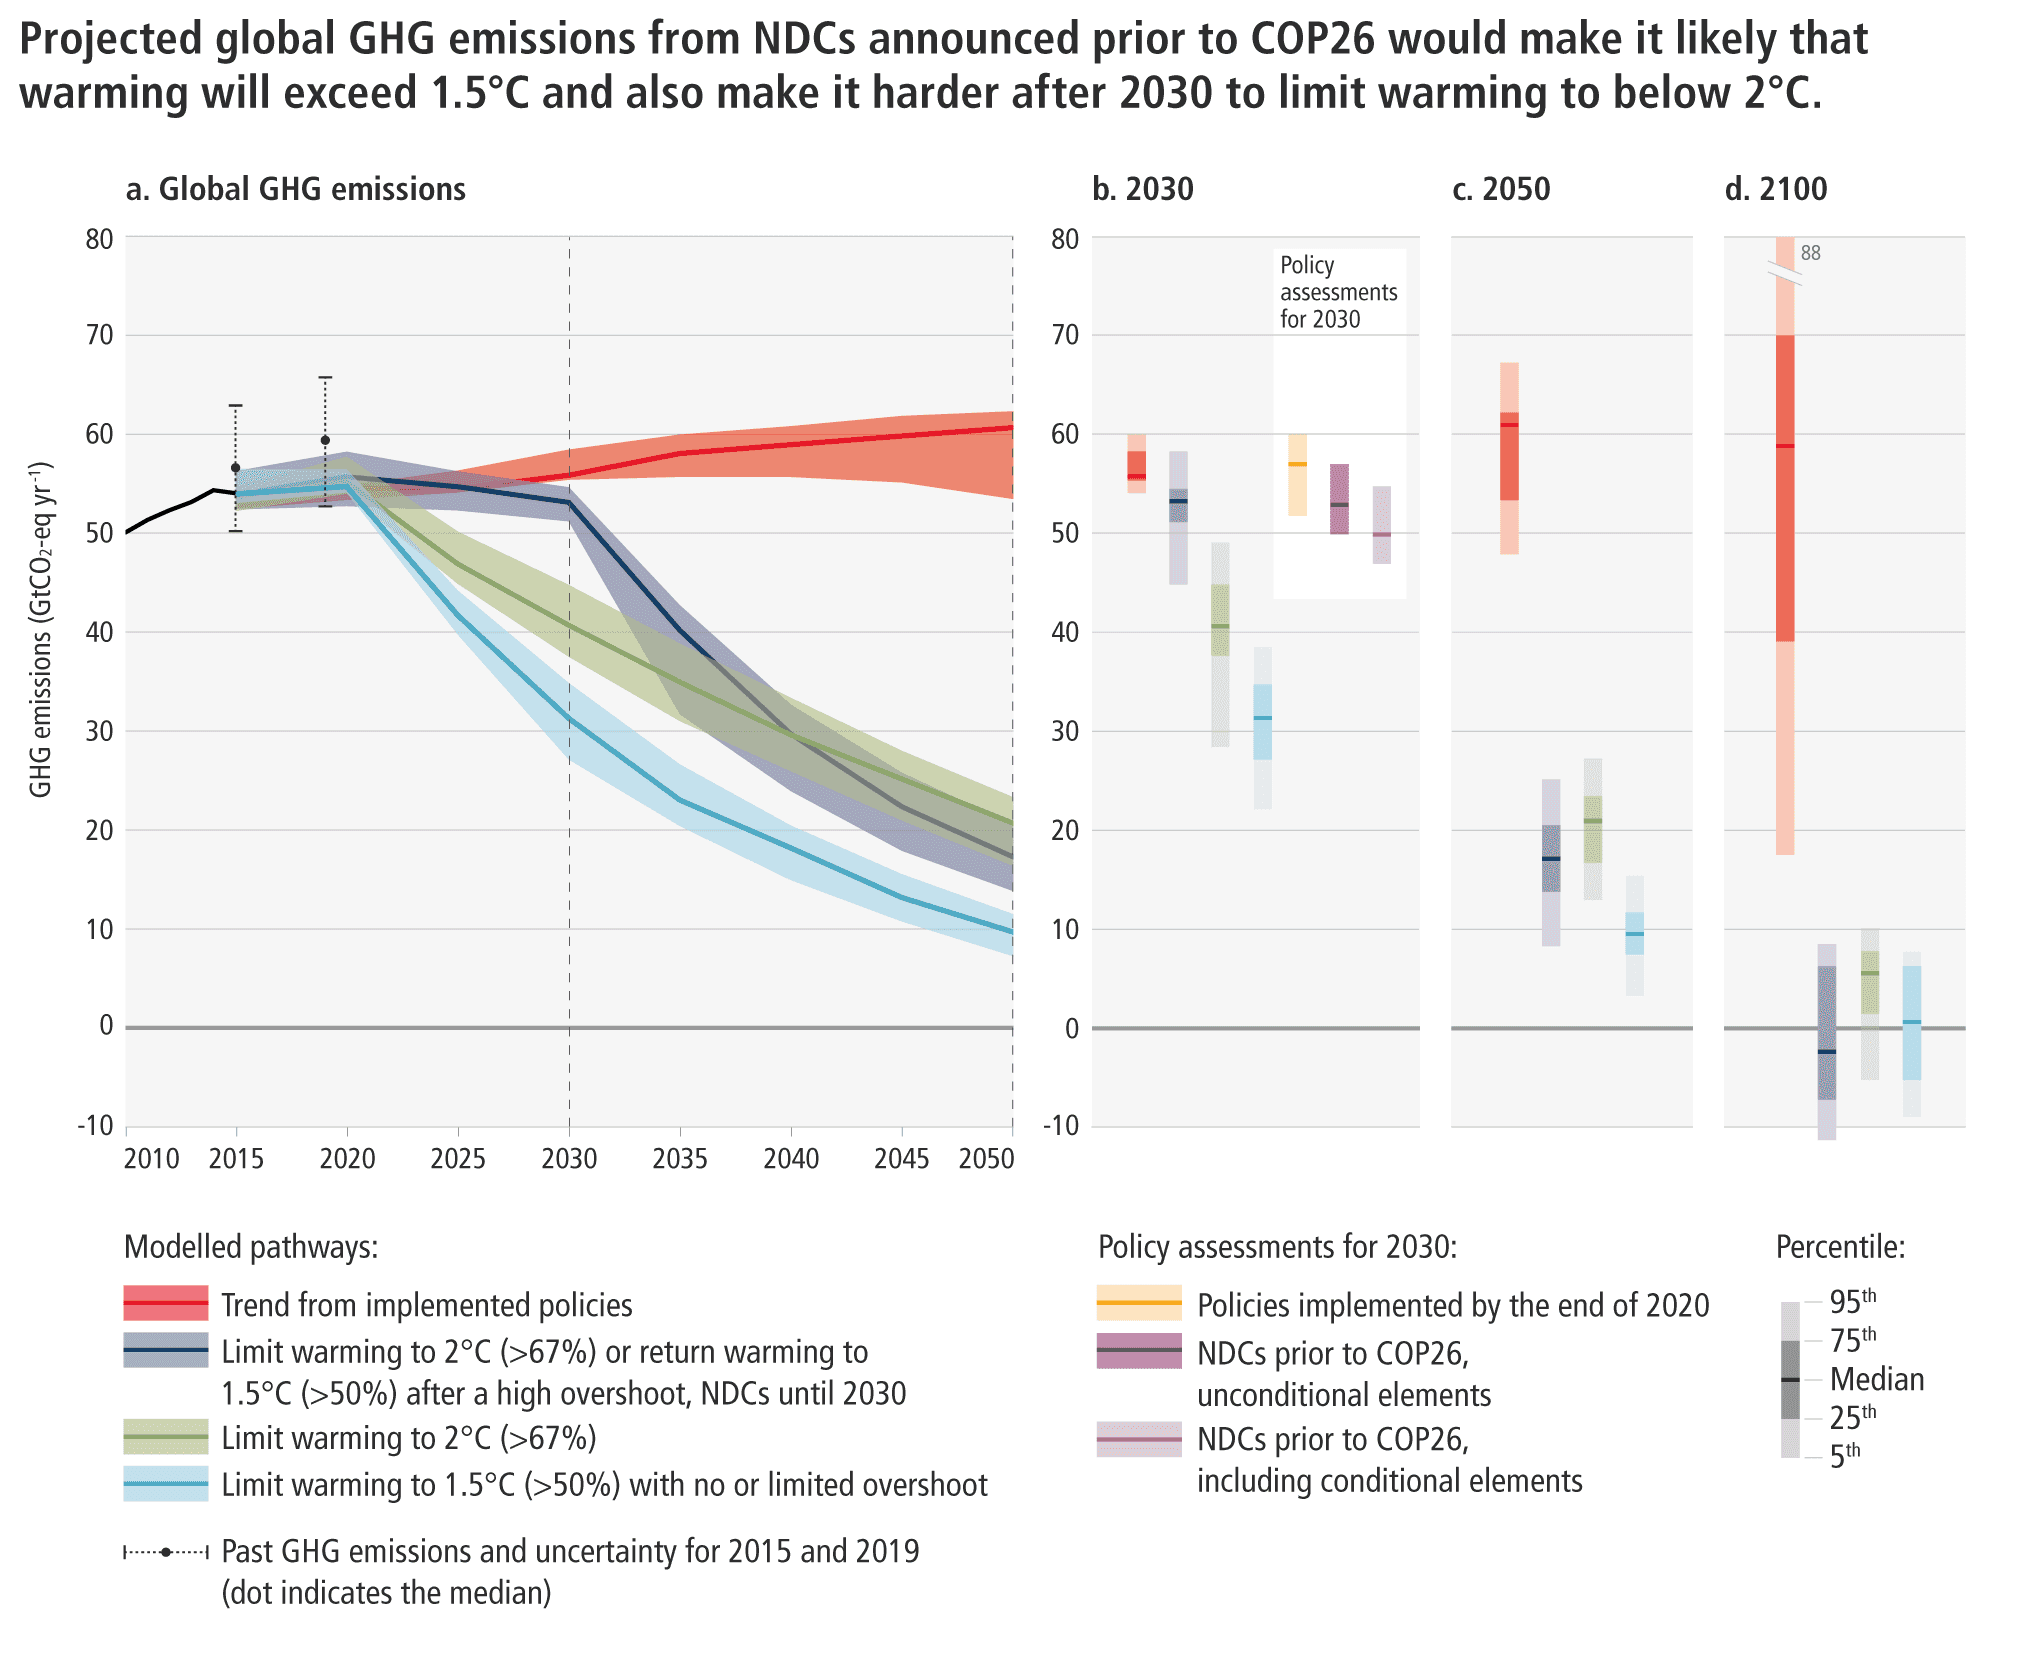 Projected global GHG emissions from NDCs announced prior to COP26 would make it likely that
warming will exceed 1.5°C and also make it harder after 2030 to limit warming to below 2°C.
a. Global GHG emissions
GHG emissions (GtCO₂-eq yr⁻¹)
80
70
60
50
40
30
20
10
0
-10
2010 2015 2020 2025 2030 2035 2040 2045 2050
b. 2030
80
70
60
50
40
30
20
10
0
-10
Policy
assessments
for 2030
c. 2050
d. 2100
88
Modelled pathways:
Trend from implemented policies
Limit warming to 2°C (>67%) or return warming to
1.5°C (>50%) after a high overshoot, NDCs until 2030
Limit warming to 2°C (>67%)
Limit warming to 1.5°C (>50%) with no or limited overshoot
Past GHG emissions and uncertainty for 2015 and 2019
(dot indicates the median)
Policy assessments for 2030:
Policies implemented by the end of 2020
NDCs prior to COP26,
unconditional elements
NDCs prior to COP26,
including conditional elements
Percentile:
95th
75th
Median
25th
5th